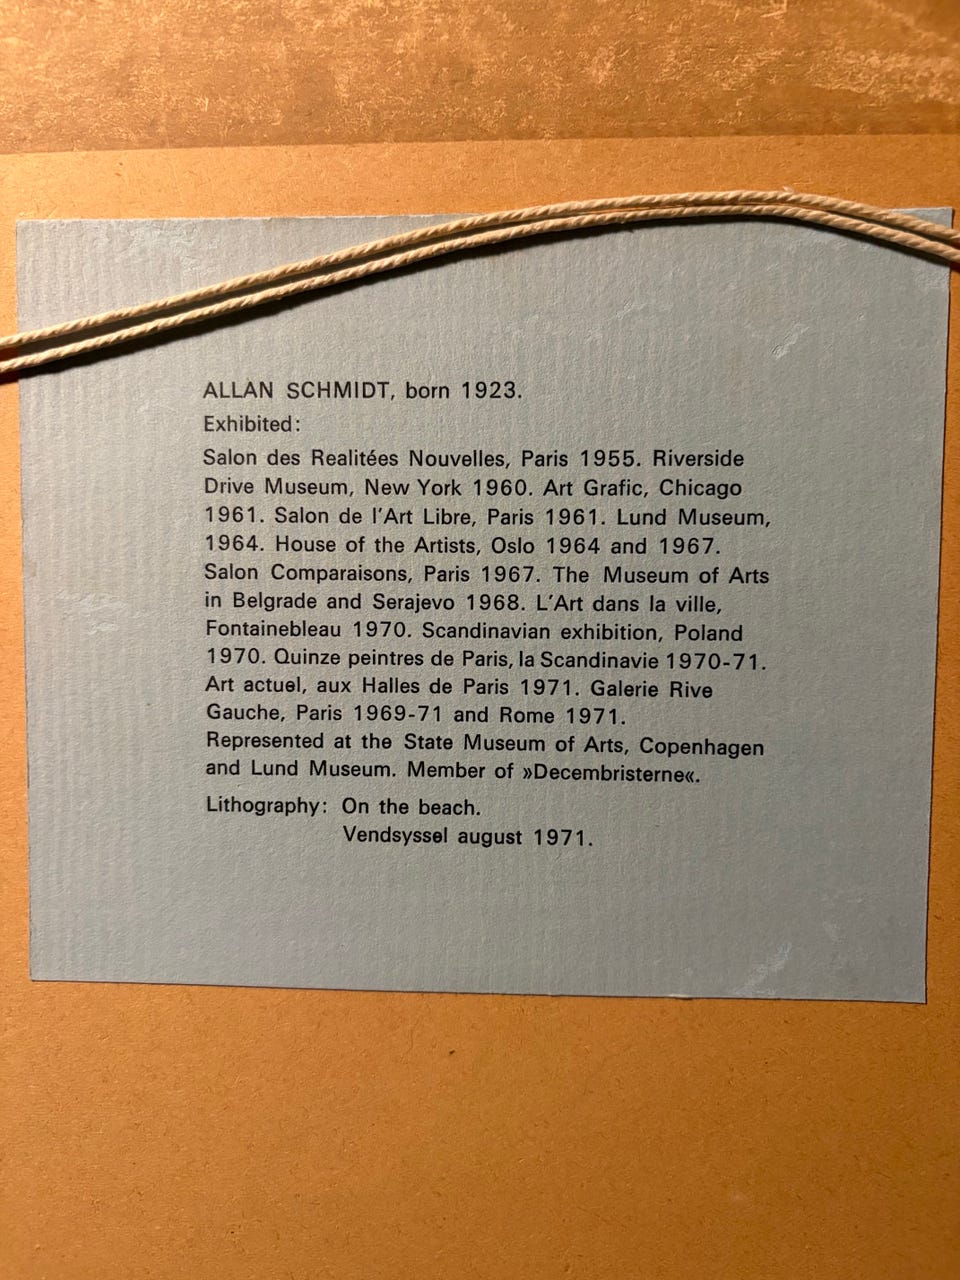 ALLAN SCHMIDT, born 1923.
Exhibited:
Salon des Realitées Nouvelles, Paris 1955. Riverside
Drive Museum, New York 1960. Art Grafic, Chicago
1961. Salon de l'Art Libre, Paris 1961. Lund Museum,
1964. House of the Artists, Oslo 1964 and 1967.
Salon Comparaisons, Paris 1967. The Museum of Arts
in Belgrade and Serajevo 1968. L'Art dans la ville,
Fontainebleau 1970. Scandinavian exhibition, Poland
1970. Quinze peintres de Paris, la Scandinavie 1970-71.
Art actuel, aux Halles de Paris 1971. Galerie Rive
Gauche, Paris 1969-71 and Rome 1971.
Represented at the State Museum of Arts, Copenhagen
and Lund Museum. Member of »Decembristerne«.
Lithography: On the beach.
Vendsyssel august 1971.